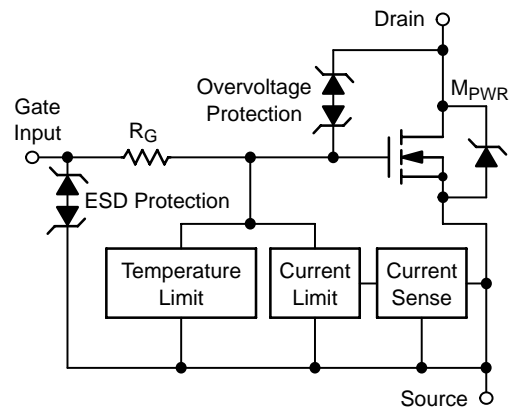 Drain
Overvoltage
Protection
MPWR
Gate
Input
RG
ESD Protection
Temperature
Limit
Current
Limit
Current
Sense
Source